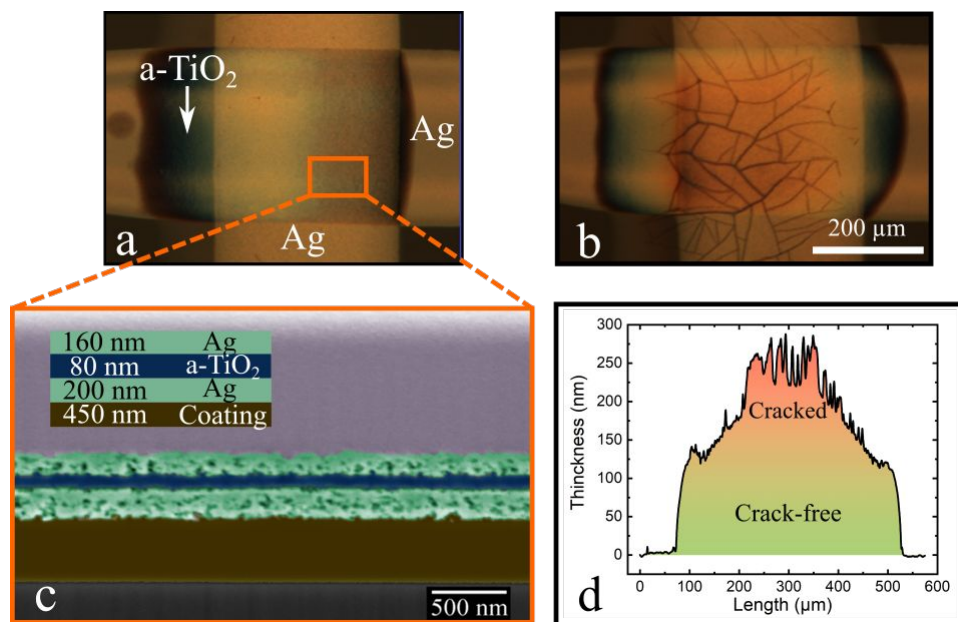 a-TiO₂
Ag
Ag
a
200 µm
b
160 nm Ag
80 nm a-TiO₂
200 nm Ag
450 nm Coating
500 nm
c
300
250
200
150
100
50
0
Thinckness (nm)
Cracked
Crack-free
0 100 200 300 400 500 600
Length (µm)
d